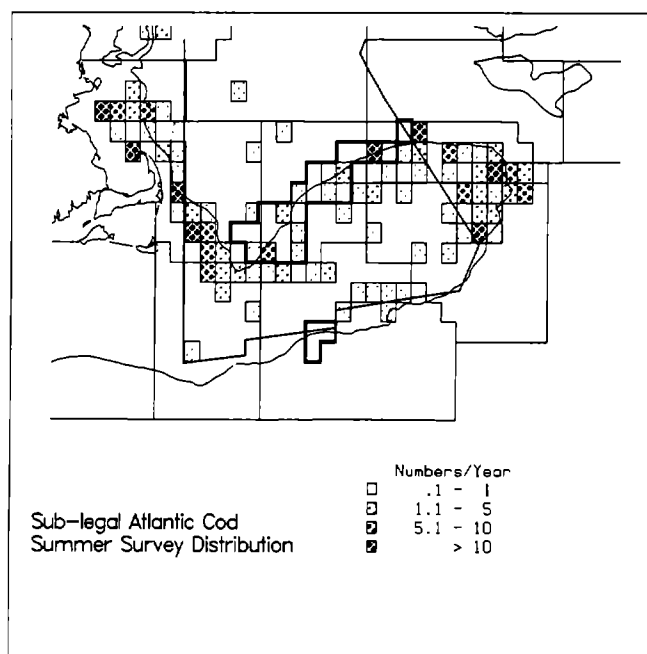 Numbers/Year
.1 - 1
1.1 - 5
5.1 - 10
> 10
Sub-legal Atlantic Cod
Summer Survey Distribution